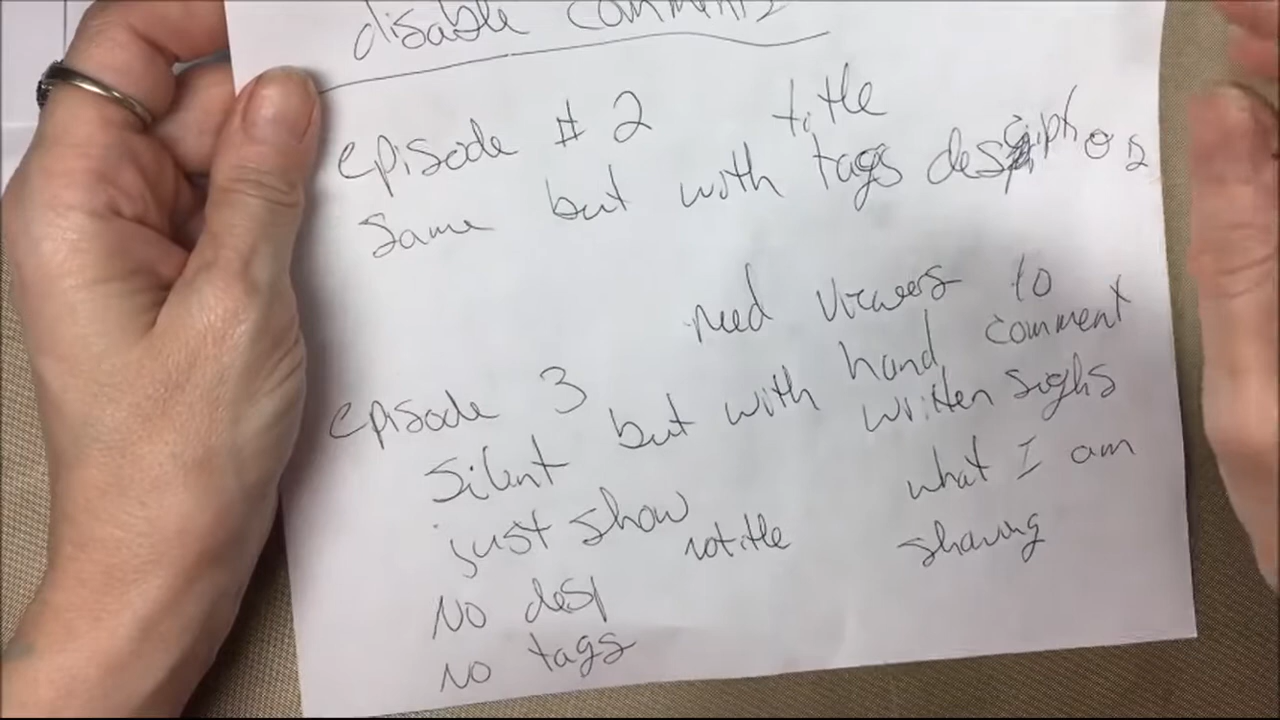 disable comments
episode # 2 title
same but with tags desciption
need viewers to
comment
episode 3
silent but with hand
written sighs
just show what I am
notitle sharing
No desp
No tags